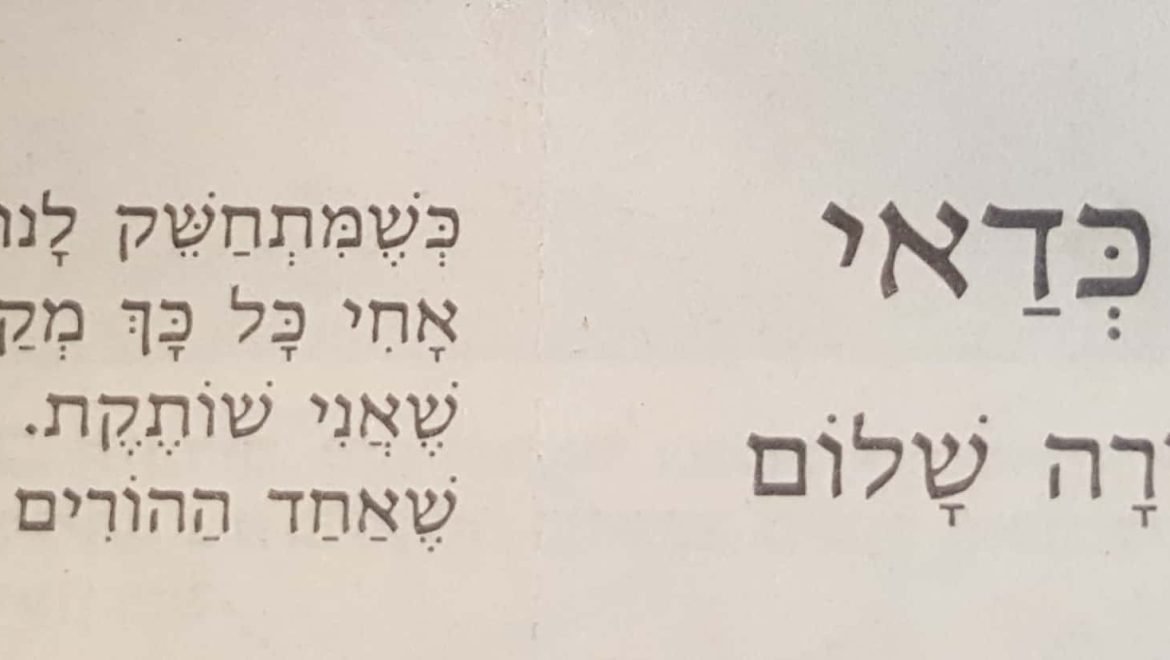 כְּדַאי
שָׁלוֹם
כְּשֶׁמִּתְחַשֵּׁק
אָחִי כָּל כָּךְ
שֶׁאֲנִי שׁוֹתֶקֶת.
שֶׁאַחַד הַהוֹרִים